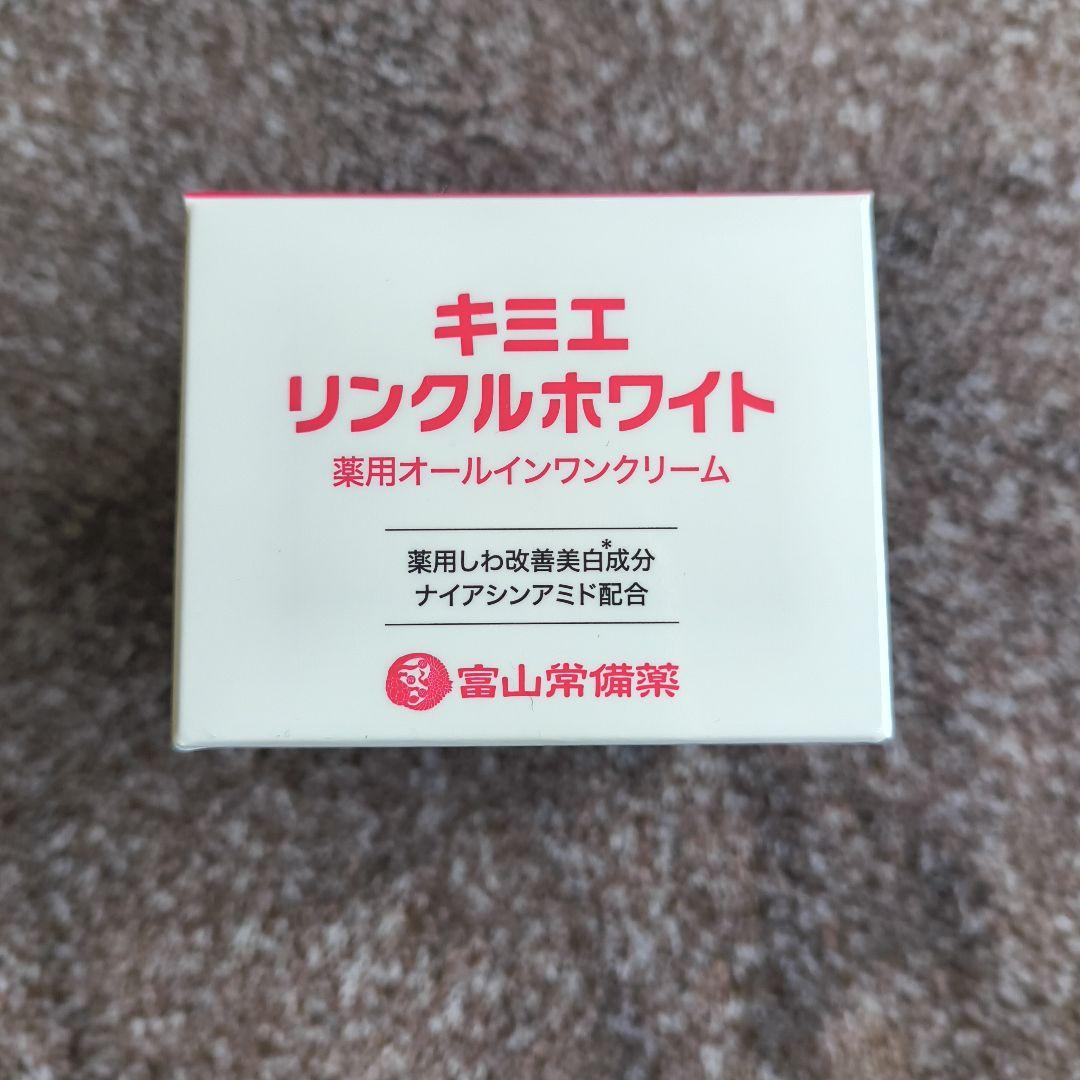 キミエ
リンクルホワイト
薬用オールインワンクリーム
薬用しわ改善美白*成分
ナイアシンアミド配合
富山常備薬